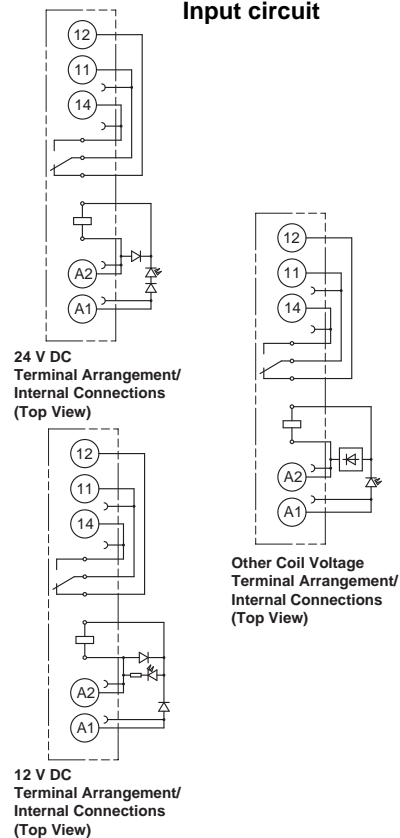 Input circuit
12
11
14
A2
A1
24 V DC
Terminal Arrangement/
Internal Connections
(Top View)
12
11
14
A2
A1
12 V DC
Terminal Arrangement/
Internal Connections
(Top View)
12
11
14
A2
A1
Other Coil Voltage
Terminal Arrangement/
Internal Connections
(Top View)